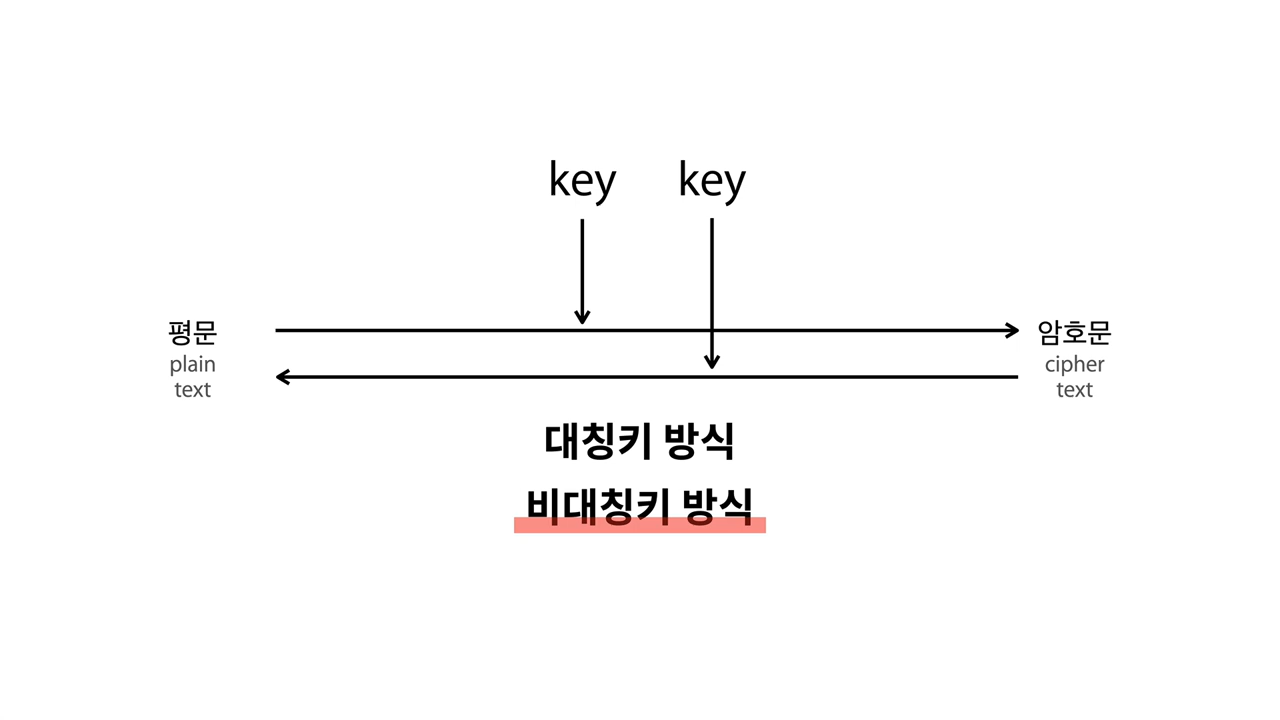 key key
평문
plain
text
암호문
cipher
text
대칭키 방식
비대칭키 방식